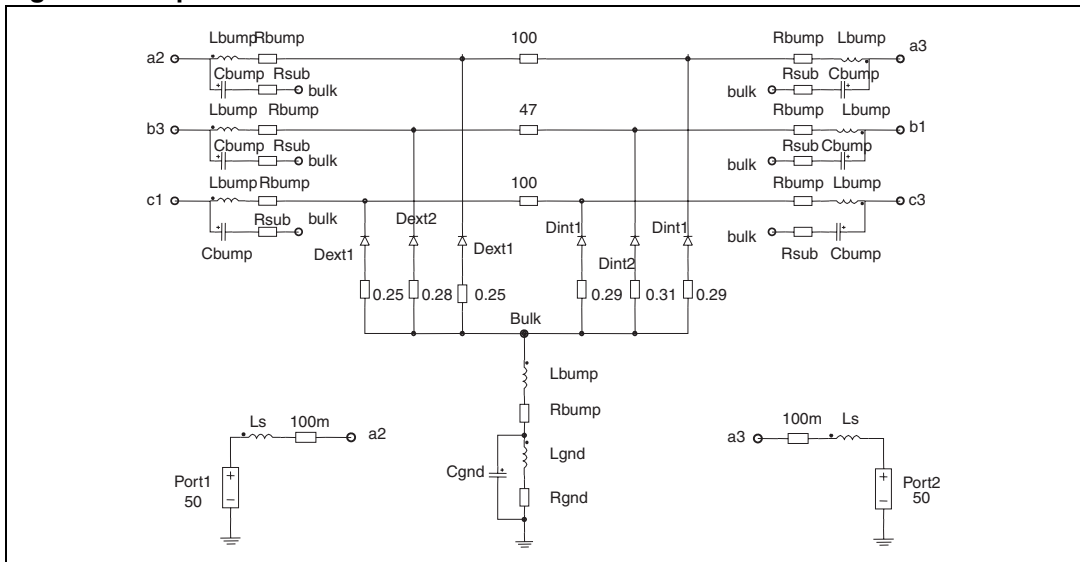 LbumpRbump 100 Rbump Lbump
a2 a3
Cbump Rsub Rsub Cbump
bulk bulk
Lbump Rbump 47 Rbump Lbump
b3 b1
Cbump Rsub Rsub Cbump
bulk bulk
Lbump Rbump 100 Rbump Lbump
c1 c3
Rsub bulk Dext2 Dint1 Dint1 bulk
Cbump Dext1 Dext1 Dint2 Rsub Cbump
0.25 0.28 0.25 0.29 0.31 0.29
Bulk
Lbump
Rbump
Ls 100m a2 a3 100m Ls
Cgnd Lgnd
Port1 Port2
50 Rgnd 50